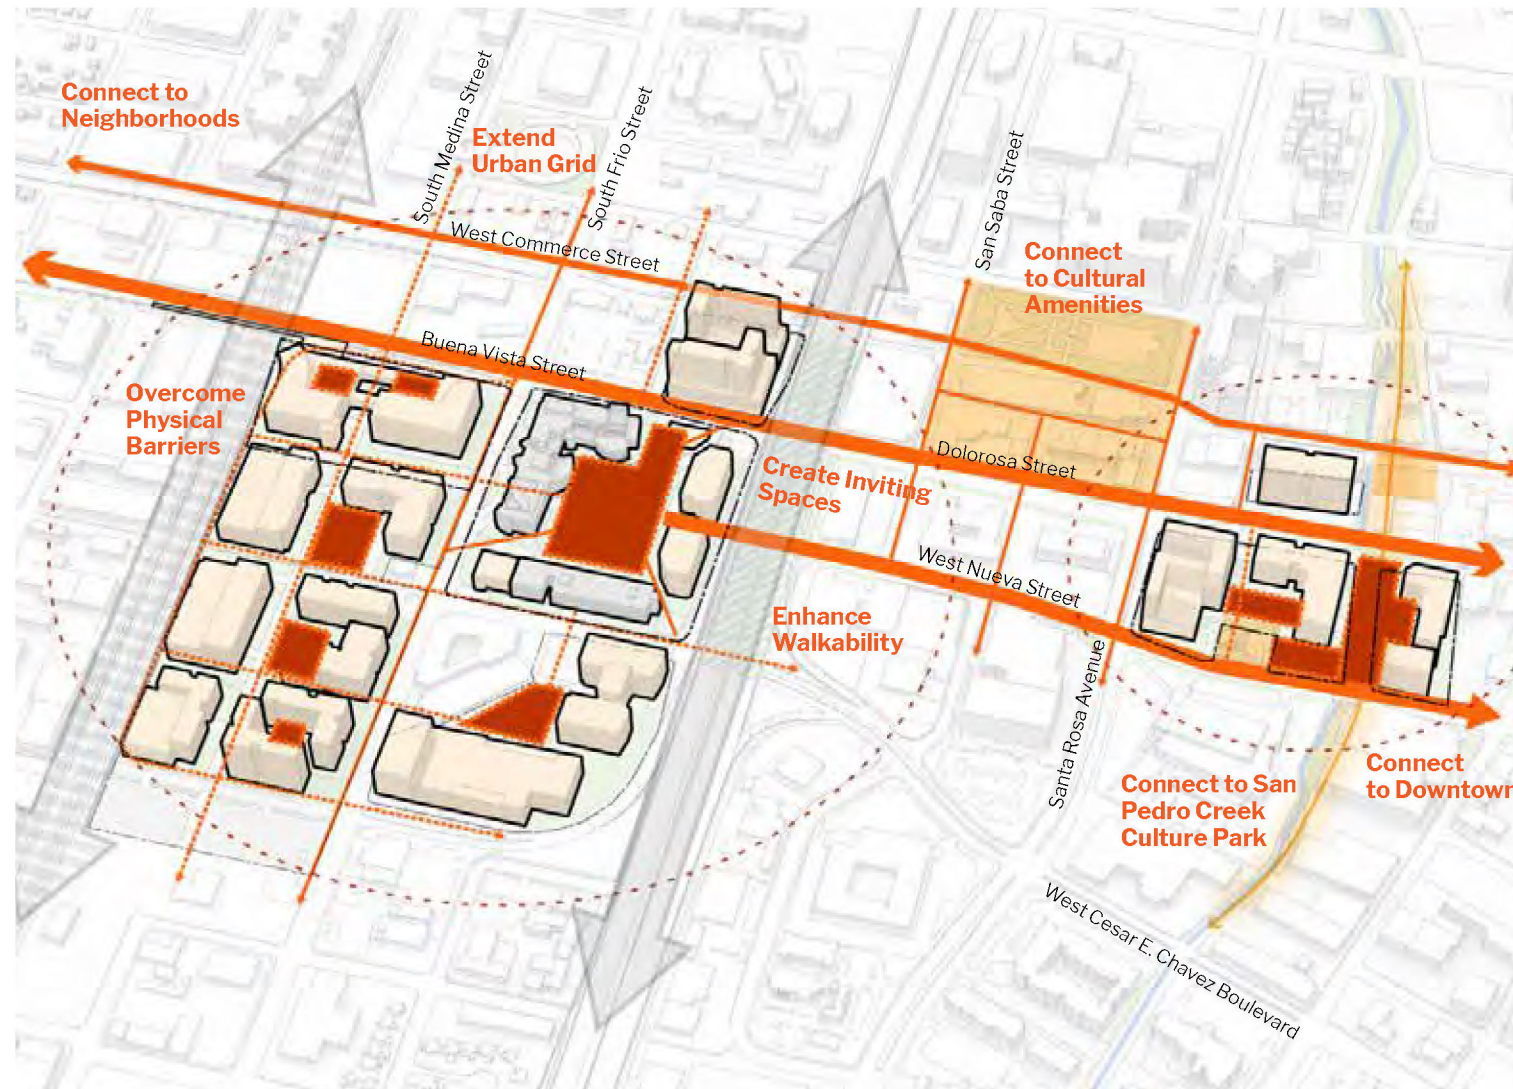 Connect to
Neighborhoods
South Medina Street
Extend
Urban Grid
South Frio Street
West Commerce Street
San Saba Street
Connect
to Cultural
Amenities
Buena Vista Street
Overcome
Physical
Barriers
Create Inviting
Spaces
Dolorosa Street
West Nueva Street
Enhance
Walkability
Santa Rosa Avenue
Connect to San
Pedro Creek
Culture Park
Connect
to Downtown
West Cesar E. Chavez Boulevard